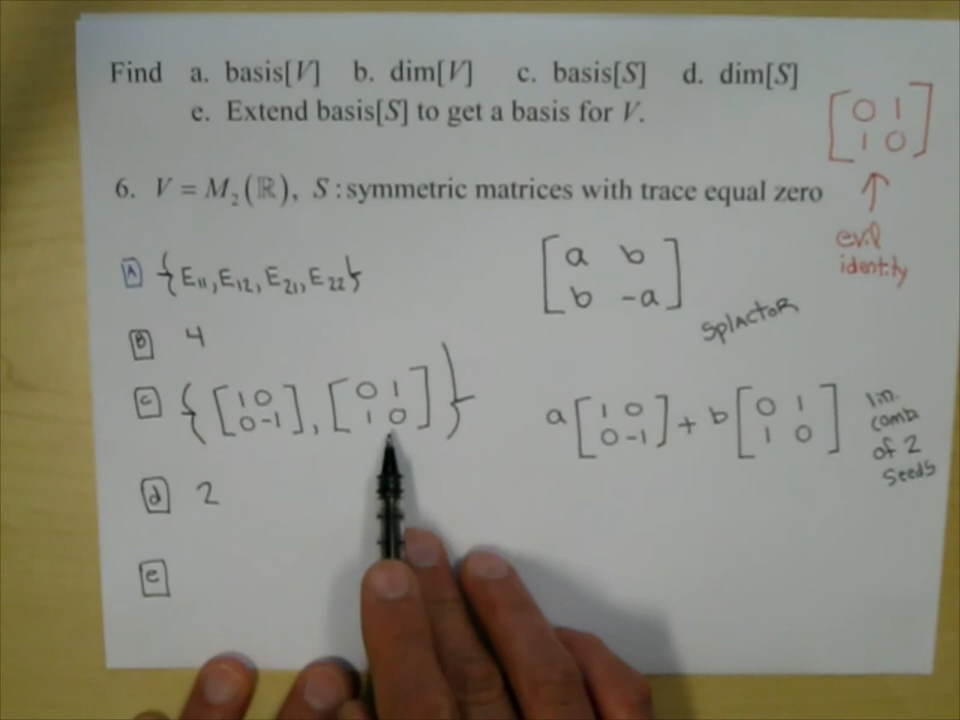 Find a. basis[V] b. dim[V] c. basis[S] d. dim[S]
e. Extend basis[S] to get a basis for V.
[0 1
1 0]
↑
evil
identity
6. V = M₂(ℝ), S : symmetric matrices with trace equal zero
A {E₁₁, E₁₂, E₂₁, E₂₂}
[a b
b -a]
SPlACTOR
B 4
c {[1 0
0 -1], [0 1
1 0]}
a[1 0
0 -1] + b[0 1
1 0]
lin.
comb
of 2
seeds
d 2
e